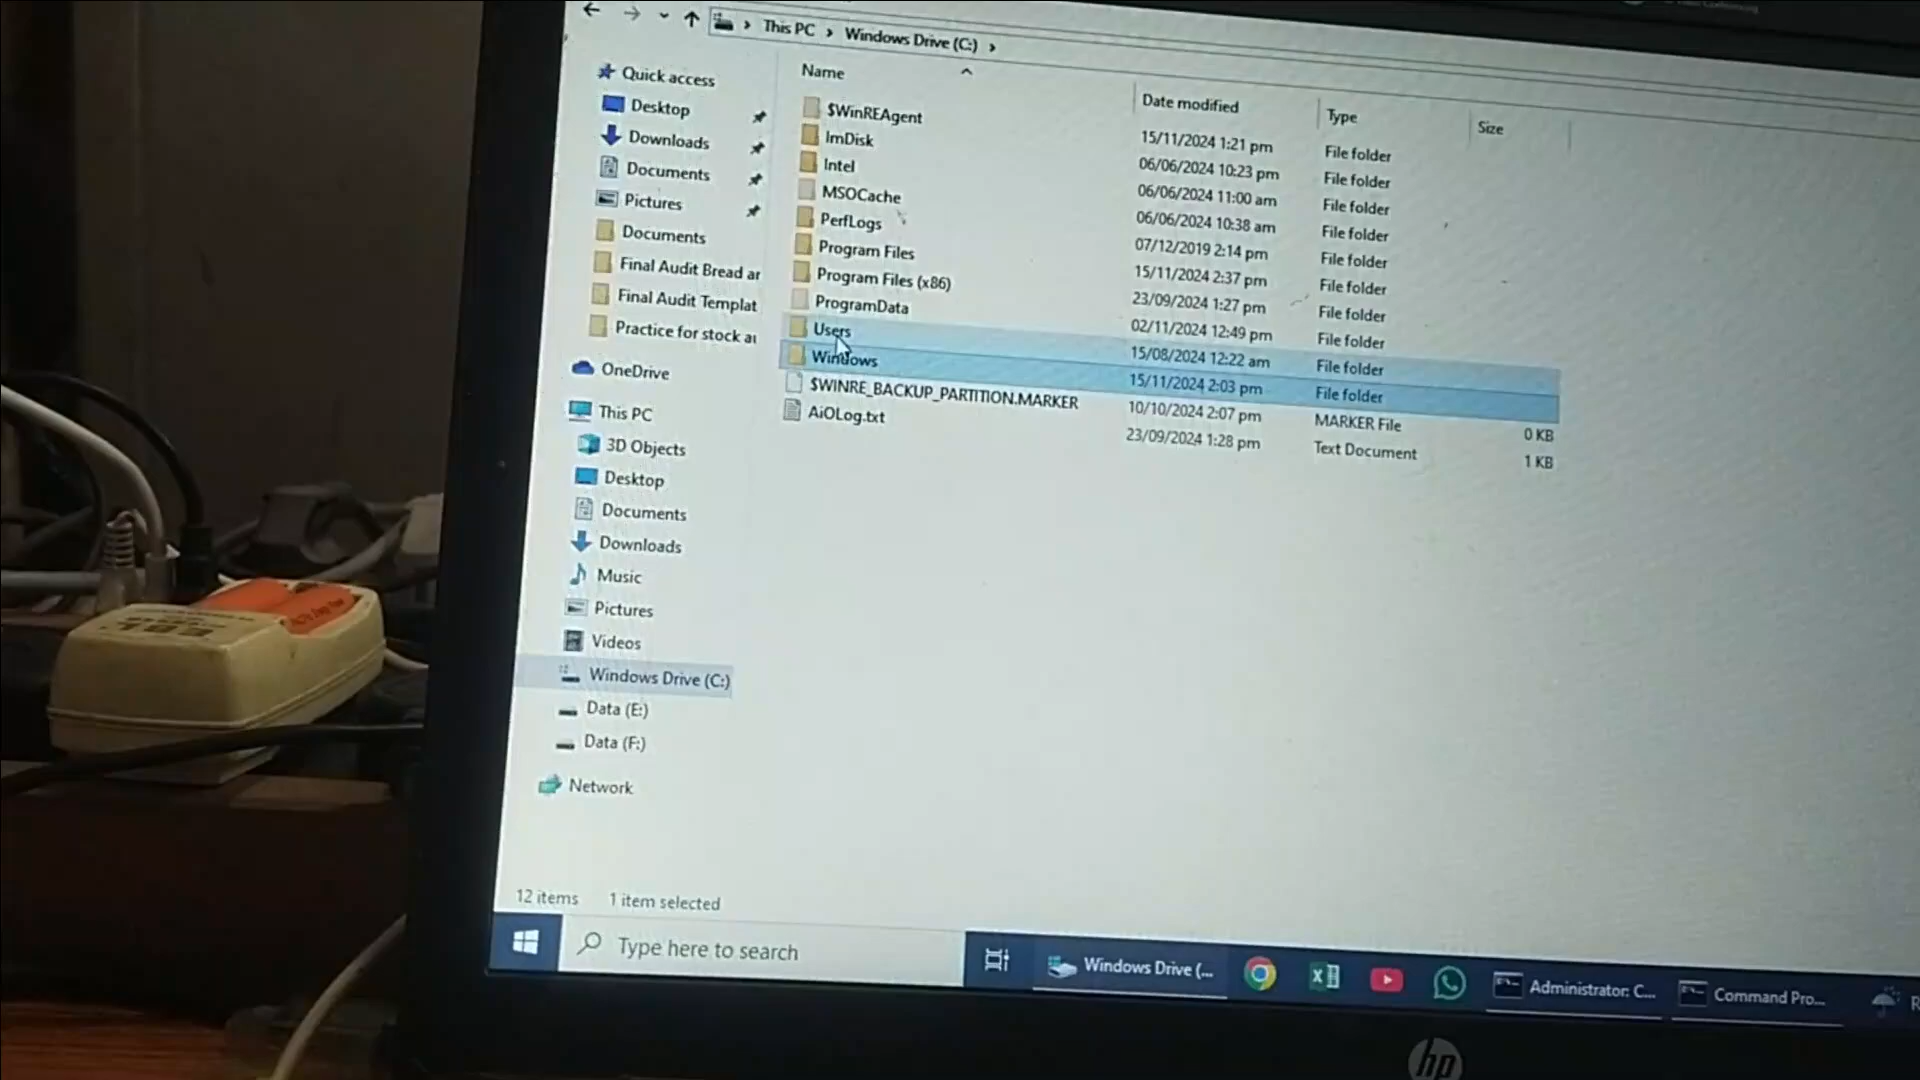 This PC > Windows Drive (C:) >
Name
Date modified
Type
Size
Quick access
Desktop
Downloads
Documents
Pictures
Documents
Final Audit Bread ar
Final Audit Templat
Practice for stock au
OneDrive
This PC
3D Objects
Desktop
Documents
Downloads
Music
Pictures
Videos
Windows Drive (C:)
Data (E:)
Data (F:)
Network
$WinREAgent 15/11/2024 1:21 pm File folder
ImDisk 06/06/2024 10:23 pm File folder
Intel 06/06/2024 11:00 am File folder
MSOCache 06/06/2024 10:38 am File folder
PerfLogs 07/12/2019 2:14 pm File folder
Program Files 15/11/2024 2:37 pm File folder
Program Files (x86) 23/09/2024 1:27 pm File folder
ProgramData 02/11/2024 12:49 pm File folder
Users 15/08/2024 12:22 am File folder
Windows 15/11/2024 2:03 pm File folder
$WINRE_BACKUP_PARTITION.MARKER 10/10/2024 2:07 pm MARKER File 0 KB
AiOLog.txt 23/09/2024 1:28 pm Text Document 1 KB
12 items 1 item selected
Type here to search
Windows Drive (...
Administrator: C...
Command Pro...
hp
EBL